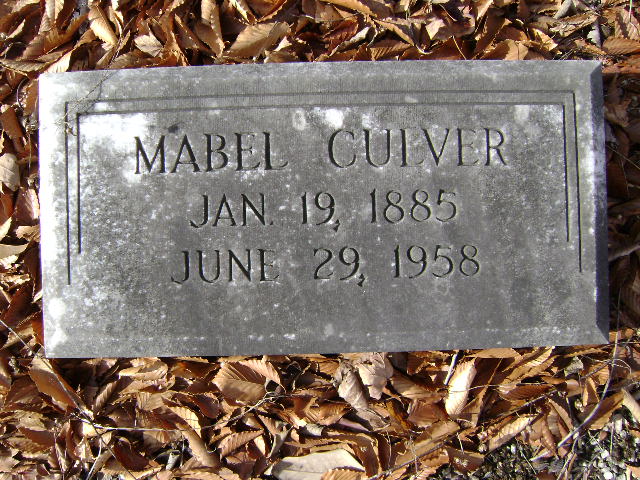 MABEL CULVER
JAN. 19, 1885
JUNE 29, 1958